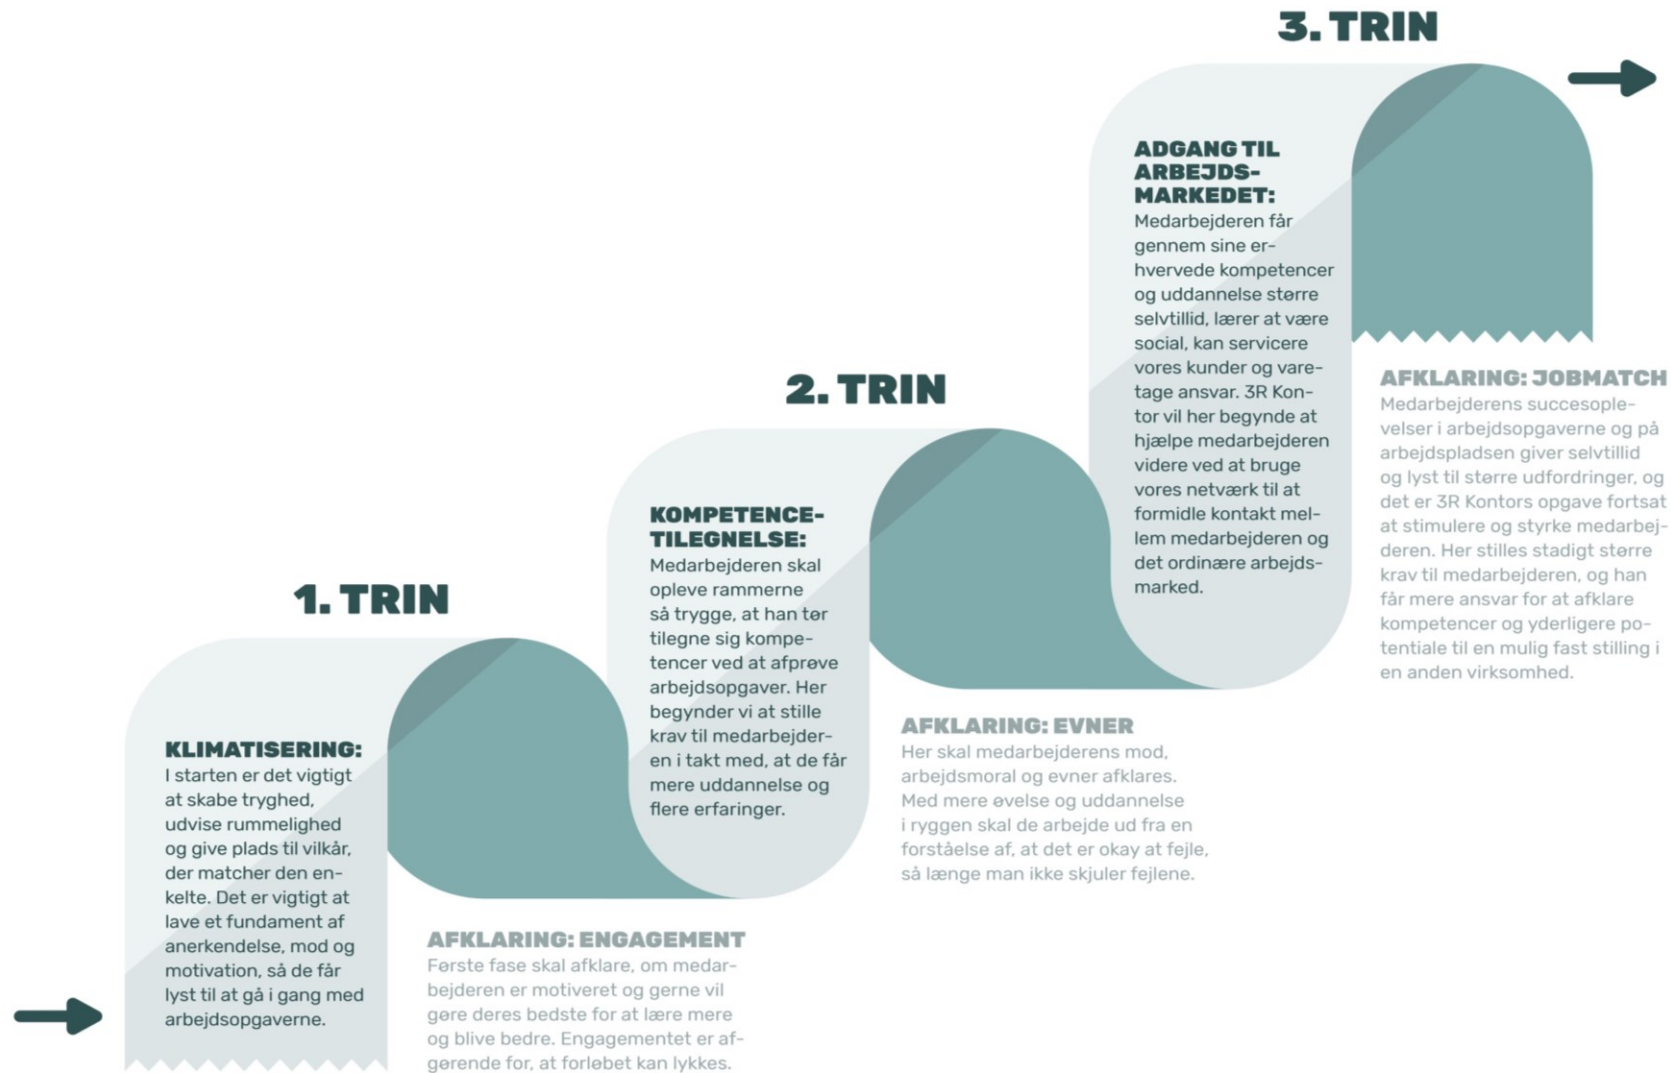 1. TRIN
KLIMATISERING:
I starten er det vigtigt
at skabe tryghed,
udvise rummelighed
og give plads til vilkår,
der matcher den en-
kelte. Det er vigtigt at
lave et fundament af
anerkendelse, mod og
motivation, så de får
lyst til at gå i gang med
arbejdsopgaverne.
AFKLARING: ENGAGEMENT
Første fase skal afklare, om medar-
bejderen er motiveret og gerne vil
gøre deres bedste for at lære mere
og blive bedre. Engagementet er af-
gørende for, at forløbet kan lykkes.
2. TRIN
KOMPETENCE-
TILEGNELSE:
Medarbejderen skal
opleve rammerne
så trygge, at han tør
tilegne sig kompe-
tencer ved at afprøve
arbejdsopgaver. Her
begynder vi at stille
krav til medarbejder-
en i takt med, at de får
mere uddannelse og
flere erfaringer.
AFKLARING: EVNER
Her skal medarbejderens mod,
arbejdsmoral og evner afklares.
Med mere øvelse og uddannelse
i ryggen skal de arbejde ud fra en
forståelse af, at det er okay at fejle,
så længe man ikke skjuler fejlene.
3. TRIN
ADGANG TIL
ARBEJDS-
MARKEDET:
Medarbejderen får
gennem sine er-
hvervede kompetencer
og uddannelse større
selvtillid, lærer at være
social, kan servicere
vores kunder og vare-
tage ansvar. 3R Kon-
tor vil her begynde at
hjælpe medarbejderen
videre ved at bruge
vores netværk til at
formidle kontakt mel-
lem medarbejderen og
det ordinære arbejds-
marked.
AFKLARING: JOBMATCH
Medarbejderens succesople-
velser i arbejdsopgaverne og på
arbejdspladsen giver selvtillid
og lyst til større udfordringer, og
det er 3R Kontors opgave fortsat
at stimulere og styrke medarbej-
deren. Her stilles stadigt større
krav til medarbejderen, og han
får mere ansvar for at afklare
kompetencer og yderligere po-
tentiale til en mulig fast stilling i
en anden virksomhed.